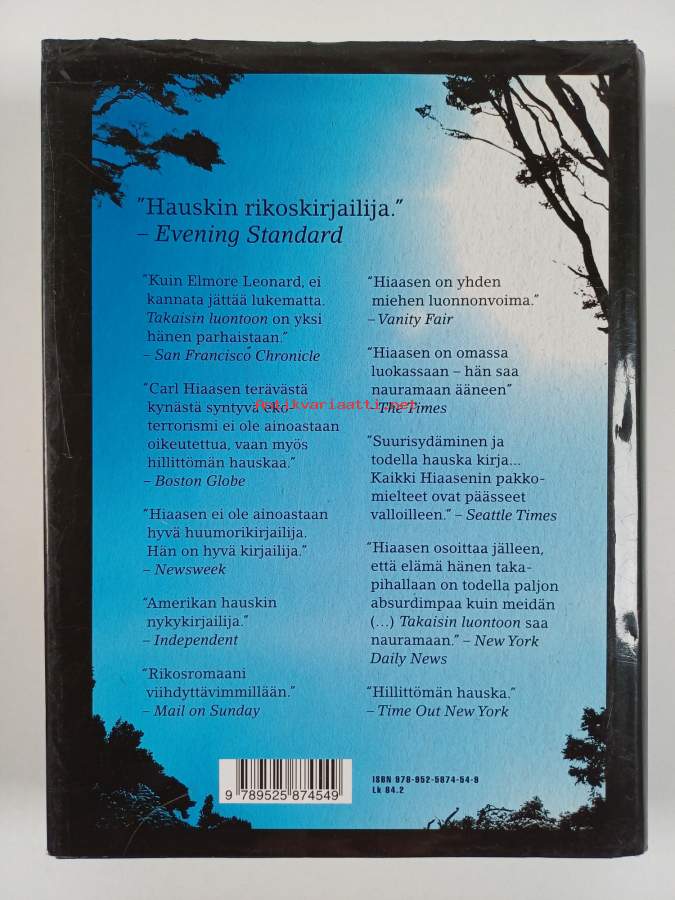 "Hauskin rikoskirjailija."
– Evening Standard
"Kuin Elmore Leonard, ei
kannata jättää lukematta.
Takaisin luontoon on yksi
hänen parhaistaan."
– San Francisco Chronicle
"Carl Hiaasen terävästä
kynästä syntyvä eko-
terrorismi ei ole ainoastaan
oikeutettua, vaan myös
hillittömän hauskaa."
– Boston Globe
"Hiaasen ei ole ainoastaan
hyvä huumorikirjailija.
Hän on hyvä kirjailija."
– Newsweek
"Amerikan hauskin
nykykirjailija."
– Independent
"Rikosromaani
viihdyttävimmillään."
– Mail on Sunday
"Hiaasen on yhden
miehen luonnonvoima."
– Vanity Fair
"Hiaasen on omassa
luokassaan – hän saa
nauramaan ääneen"
– The Times
"Suurisydäminen ja
todella hauska kirja...
Kaikki Hiaasenin pakko-
mielteet ovat päässeet
valloilleen." – Seattle Times
"Hiaasen osoittaa jälleen,
että elämä hänen taka-
pihallaan on todella paljon
absurdimpaa kuin meidän
(...) Takaisin luontoon saa
nauramaan." – New York
Daily News
"Hillittömän hauska."
– Time Out New York
Antikvariaatti.net
9 789525 874549
ISBN 978-952-5874-54-9
Lk 84.2